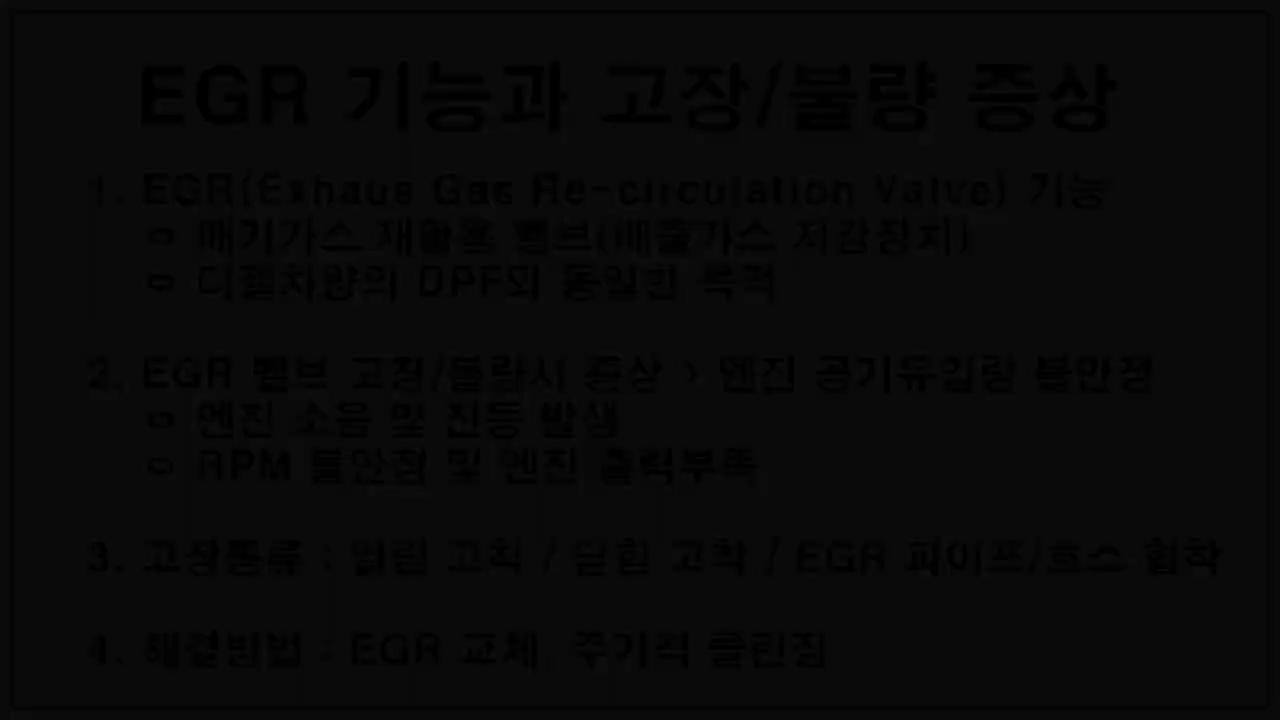 EGR 기능과 고장/불량 증상
1. EGR(Exhaus Gas Re-circulation Valve) 기능
ㅇ 배기가스 재활용 벨브(배출가스 저감장치)
ㅇ 디젤차량의 DPF와 동일한 목적
2. EGR 벨브 고장/불량시 증상 > 엔진 공기유입량 불안정
ㅇ 엔진 소음 및 진동 발생
ㅇ RPM 불안정 및 엔진 출력부족
3. 고장종류 : 열림 고착 / 닫힘 고착 / EGR 파이프/호스 협착
4. 해결방법 : EGR 교체, 주기적 클린징